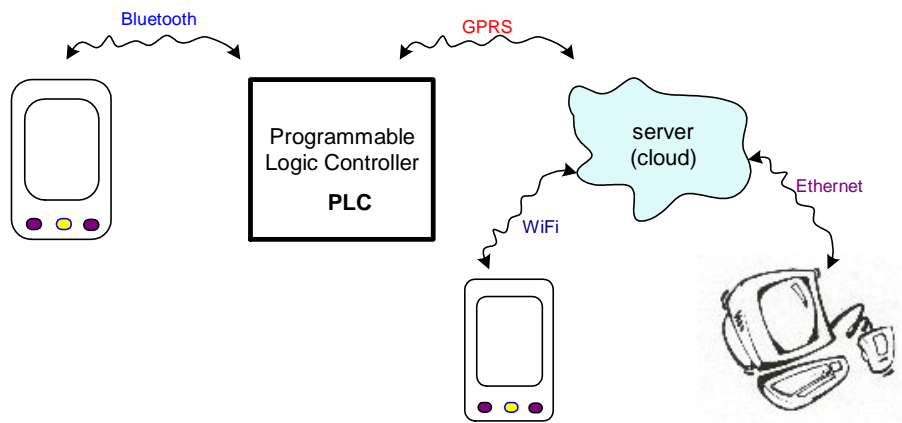 Bluetooth
GPRS
Programmable
Logic Controller
PLC
server
(cloud)
Ethernet
WiFi